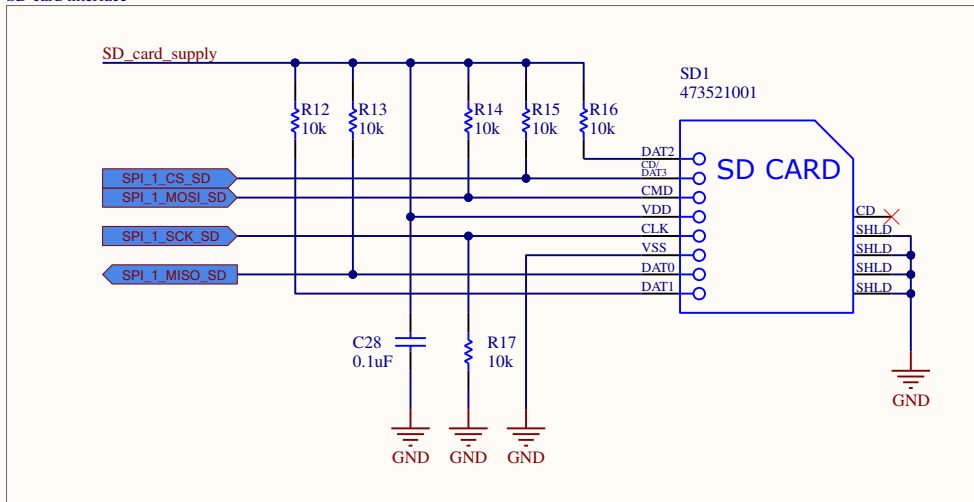 SD_card_supply
R12
10k
R13
10k
R14
10k
R15
10k
R16
10k
SD1
473521001
SD CARD
SPI_1_CS_SD
SPI_1_MOSI_SD
SPI_1_SCK_SD
SPI_1_MISO_SD
DAT2
CD/
DAT3
CMD
VDD
CLK
VSS
DAT0
DAT1
CD
SHLD
SHLD
SHLD
SHLD
C28
0.1uF
R17
10k
GND
GND
GND
GND